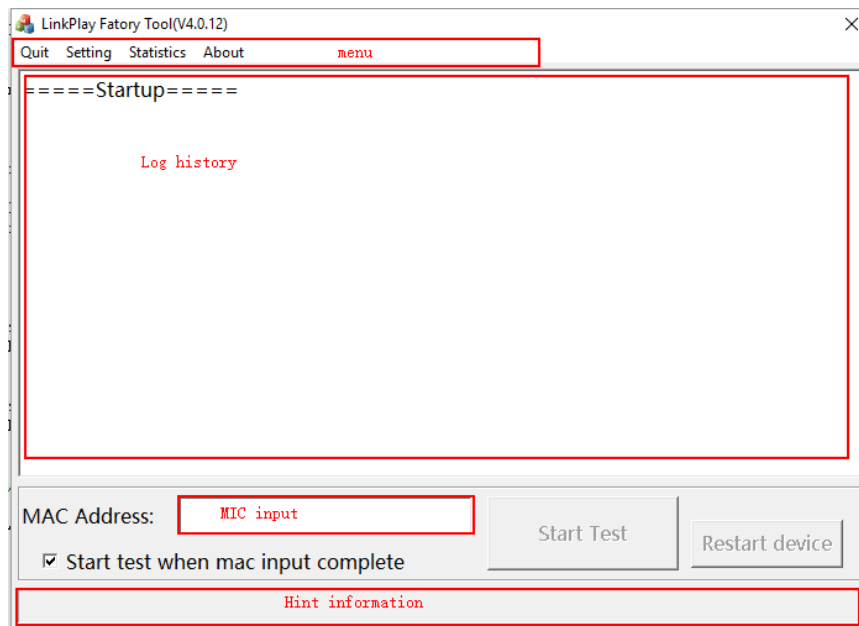 LinkPlay Fatory Tool(V4.0.12)
Quit Setting Statistics About menu
=====Startup=====
Log history
MAC Address: MIC input
Start Test
Restart device
Start test when mac input complete
Hint information